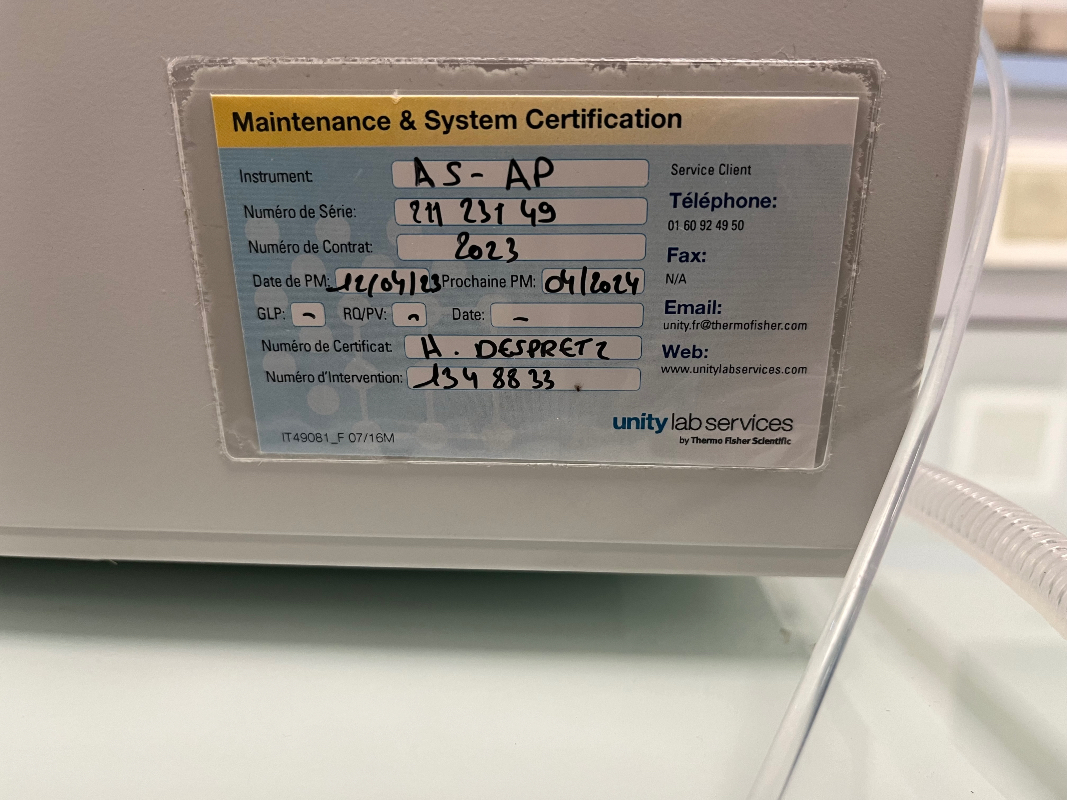 Maintenance & System Certification
Instrument: AS-AP
Numéro de Série: 211 231 49
Numéro de Contrat: 2023
Date de PM: 12/04/23 Prochaine PM: 04/2024
GLP: - RQ/PV: - Date: -
Numéro de Certificat: H. DESPRETZ
Numéro d'Intervention: 134 88 33
IT49081_F 07/16M
Service Client
Téléphone:
01 60 92 49 50
Fax:
N/A
Email:
unity.fr@thermofisher.com
Web:
www.unitylabservices.com
unity lab services
by Thermo Fisher Scientific